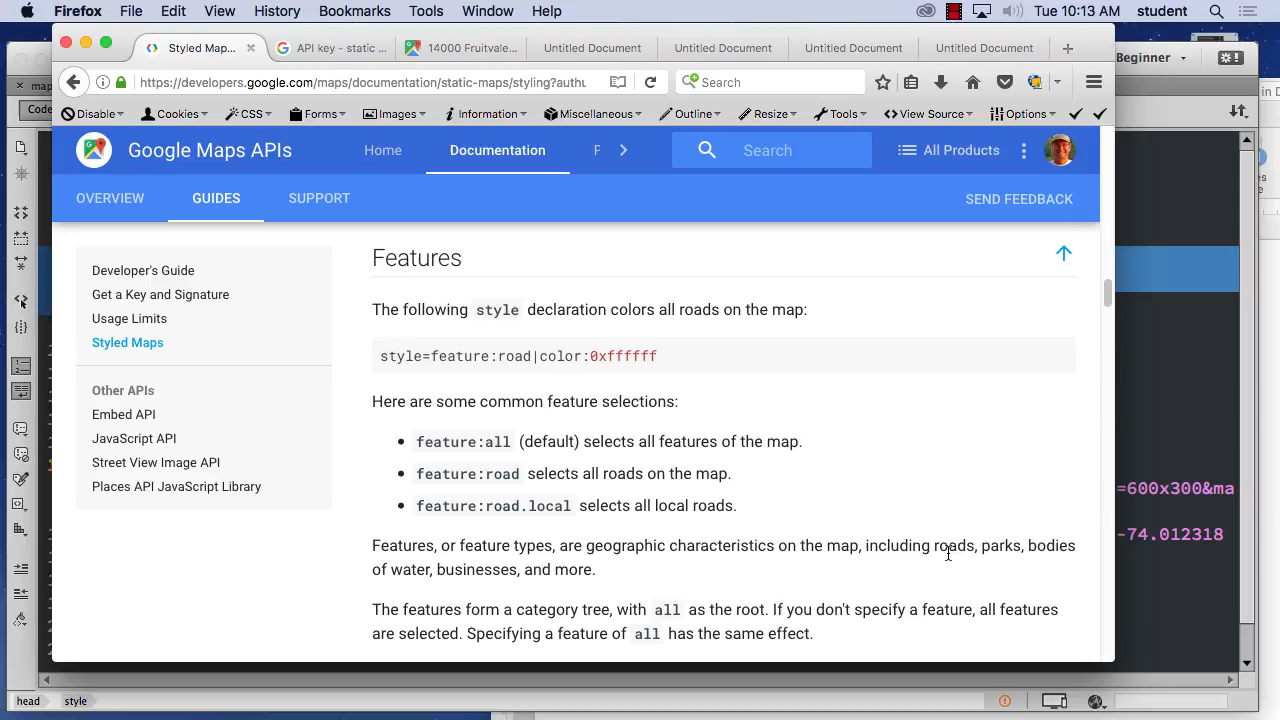 Firefox File Edit View History Bookmarks Tools Window Help Tue 10:13 AM student
Styled Map... API key - static ... 14000 Fruitva... Untitled Document Untitled Document Untitled Document Untitled Document
Beginner
https://developers.google.com/maps/documentation/static-maps/styling?auth Search
map
Code
in D
Disable Cookies CSS Forms Images Information Miscellaneous Outline Resize Tools View Source Options
Google Maps APIs Home Documentation F Search All Products
OVERVIEW GUIDES SUPPORT SEND FEEDBACK
Developer's Guide
Get a Key and Signature
Usage Limits
Styled Maps
Other APIs
Embed API
JavaScript API
Street View Image API
Places API JavaScript Library
Features
The following style declaration colors all roads on the map:
style=feature:road|color:0xffffff
Here are some common feature selections:
• feature:all (default) selects all features of the map.
• feature:road selects all roads on the map.
• feature:road.local selects all local roads.
Features, or feature types, are geographic characteristics on the map, including roads, parks, bodies
of water, businesses, and more.
The features form a category tree, with all as the root. If you don't specify a feature, all features
are selected. Specifying a feature of all has the same effect.
=600x300&ma
-74.012318
head style